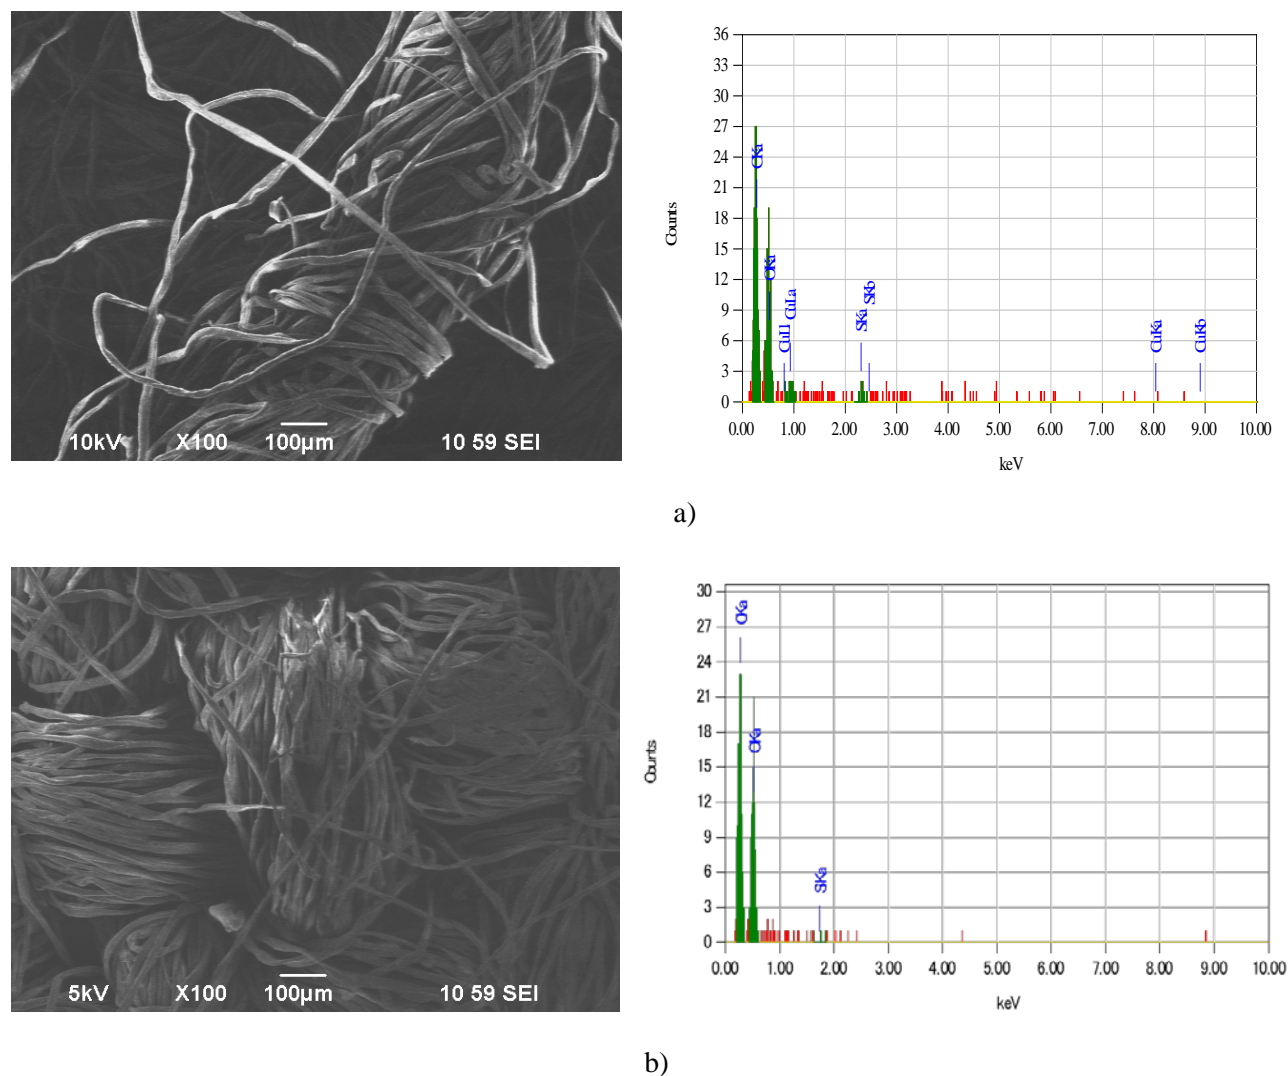 10kV X100 100µm 10 59 SEI
36
33
30
27
24
21
18
15
12
9
6
3
0
Counts
CKa
OKa
CuLl
CuLa
SKa
SKb
CuKa
CuKb
0.00 1.00 2.00 3.00 4.00 5.00 6.00 7.00 8.00 9.00 10.00
keV
a)
5kV X100 100µm 10 59 SEI
30
27
24
21
18
15
12
9
6
3
0
Counts
CKa
OKa
SiKa
0.00 1.00 2.00 3.00 4.00 5.00 6.00 7.00 8.00 9.00 10.00
keV
b)